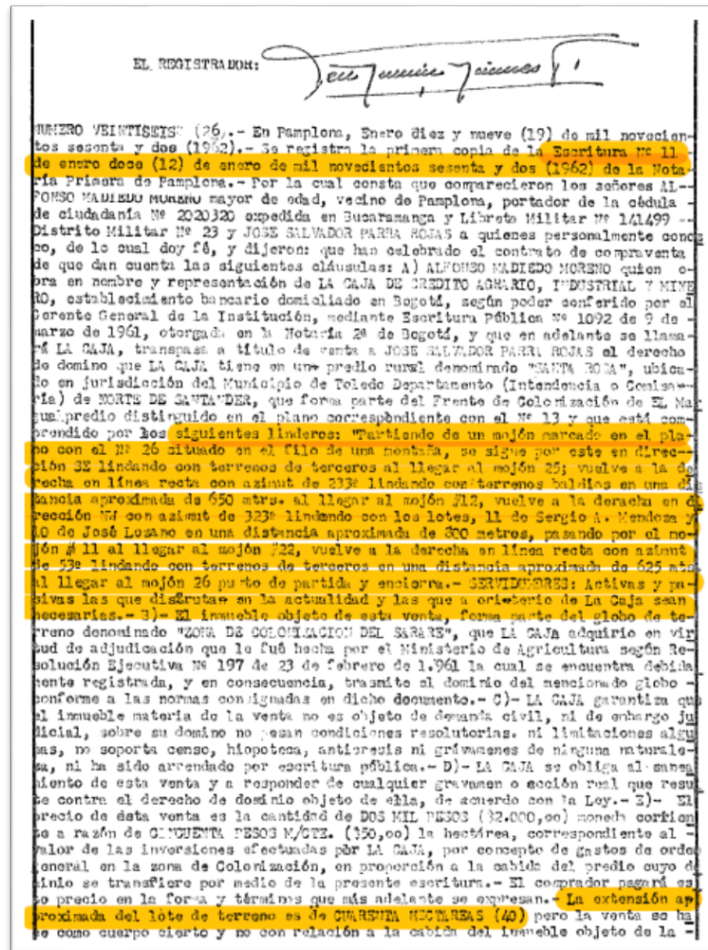 EL REGISTRADOR:
NUMERO VEINTISEIS (26).- En Pamplona, Enero diez y nueve (19) de mil novecien-
tos sesenta y dos (1962).- Se registra la primera copia de la Escritura Nº 11
de enero doce (12) de enero de mil novecientos sesenta y dos (1962) de la Nota
ría Primera de Pamplona.- Por la cual consta que comparecieron los señores AL-
FONSO MADIEDO MORENO mayor de edad, vecino de Pamplona, portador de la cédula
de ciudadanía Nº 2020320 expedida en Bucaramanga y Libreta Militar Nº 141499 -
Distrito Militar Nº 23 y JOSE SALVADOR PARRA ROJAS a quienes personalmente cono
co, de lo cual doy fé, y dijeron: que han celebrado el contrato de compraventa
de que dan cuenta las siguientes cláusulas: A) ALFONSO MADIEDO MORENO quien o-
bra en nombre y representación de LA CAJA DE CREDITO AGRARIO, INDUSTRIAL Y MINE
RO, establecimiento bancario domiciliado en Bogotá, según poder conferido por el
Gerente General de la Institución, mediante Escritura Pública Nº 1092 de 9 de -
marzo de 1961, otorgada en la Notaría 2ª de Bogotá, y que en adelante se llama
rá LA CAJA, transpasa a título de venta a JOSE SALVADOR PARRA ROJAS el derecho
de domino que LA CAJA tiene en une predio rural denominado "SANTA ROSA", ubica-
do en jurisdicción del Municipio de Toledo Departamento (Intendencia o Comisa-
ría) de NORTE DE SANTANDER, que forma parte del Frente de Colonización de EL Ma
cual predio distinguido en el plano correspondiente con el Nº 13 y que está com-
prendido por los siguientes linderos: "Partiendo de un mojón marcado en el pla-
no con el Nº 26 situado en el filo de una montaña, se sigue por este en direc-
ción SE lindando con terrenos de terceros al llegar al mojón 25; vuelve a la de
recha en línea recta con azimut de 233º lindando con terrenos baldíos en una dis
tancia aproximada de 650 mtrs. al llegar al mojón #12, vuelve a la deracha en di
rección NW con azimut de 323º lindando con los lotes, 11 de Sergio A. Mendoza y
10 de José Lozano en una distancia aproximada de 800 metros, pasando por el mo-
jón # 11 al llegar al mojón #22, vuelve a la derecha en línea recta con azimut
de 53º lindando con terrenos de terceros en una distancia aproximada de 625 mts
al llegar al mojón 26 punto de partida y encierra.- SERVIDUMBRES: Activas y pa-
sivas las que disfrutan en la actualidad y las que a criterio de La Caja sean
necesarias.- B)- El inmueble objeto de esta venta, forma parte del globo de te-
rreno denominado "ZONA DE COLONIZACION DEL SARARE", que LA CAJA adquirio en vir
tud de adjudicación que le fué hecha por el Ministerio de Agricultura según Re-
solución Ejecutiva Nº 197 de 23 de febrero de 1.961 la cual se encuentra debida
mente registrada, y en consecuencia, trasmite el dominio del mencionado globo -
conforme a las normas consignadas en dicho documento.- C)- LA CAJA garantiza que
el inmueble materia de la venta no es objeto de demanda civil, ni de embargo ju
dicial, sobre su domino no pesan condiciones resolutorias. ni limitaciones algu
nas, no soporta censo, hiopoteca, anticresis ni grávamenes de ninguna naturale-
sa, ni ha sido arrendado por escritura pública.- D)- LA CAJA se obliga al sanea
miento de esta venta y a responder de cualquier gravamen o acción real que resul
te contra el derecho de dominio objeto de ella, de acuerdo con la Ley.- E)- El
precio de ésta venta es la cantidad de DOS MIL PESOS ($2.000,oo) moneda corrien
te a razón de CINCUENTA PESOS M/CTE. ($50,oo) la hectárea, correspondiente al -
valor de las inversiones efectuadas pór LA CAJA, por concepto de gastos de orden
general en la zona de Colonización, en proporción a la cabida del predio cuyo do
minio se transfiere por medio de la presente escritura.- El comprador pagará es
te precio en la forma y términos que más adelante se expresan.- La extensión ap
proximada del lote de terreno es de CUARENTA HECTAREAS (40) pero la venta se ha
ce como cuerpo cierto y no con relación a la cabida del inmueble objeto de la -